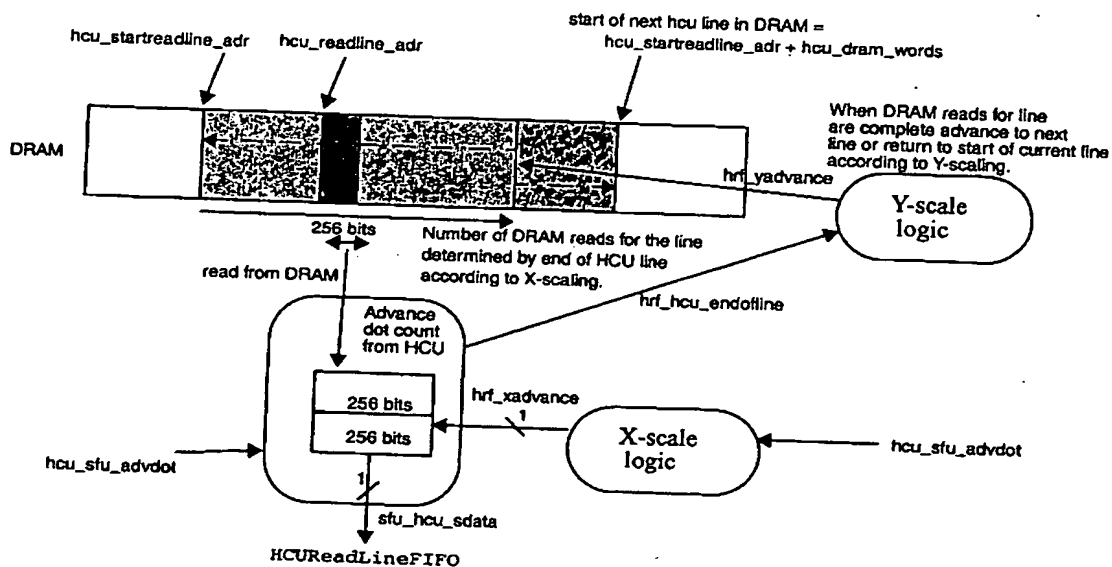 start of next hcu line in DRAM =
hcu_startreadline_adr + hcu_dram_words
hcu_startreadline_adr
hcu_readline_adr
DRAM
When DRAM reads for line
are complete advance to next
line or return to start of current line
according to Y-scaling.
hrf_yadvance
Y-scale
logic
256 bits
Number of DRAM reads for the line
determined by end of HCU line
according to X-scaling.
read from DRAM
hrf_hcu_endofline
Advance
dot count
from HCU
256 bits
256 bits
hrf_xadvance
1
X-scale
logic
hcu_sfu_advdot
hcu_sfu_advdot
1
sfu_hcu_sdata
HCUReadLineFIFO